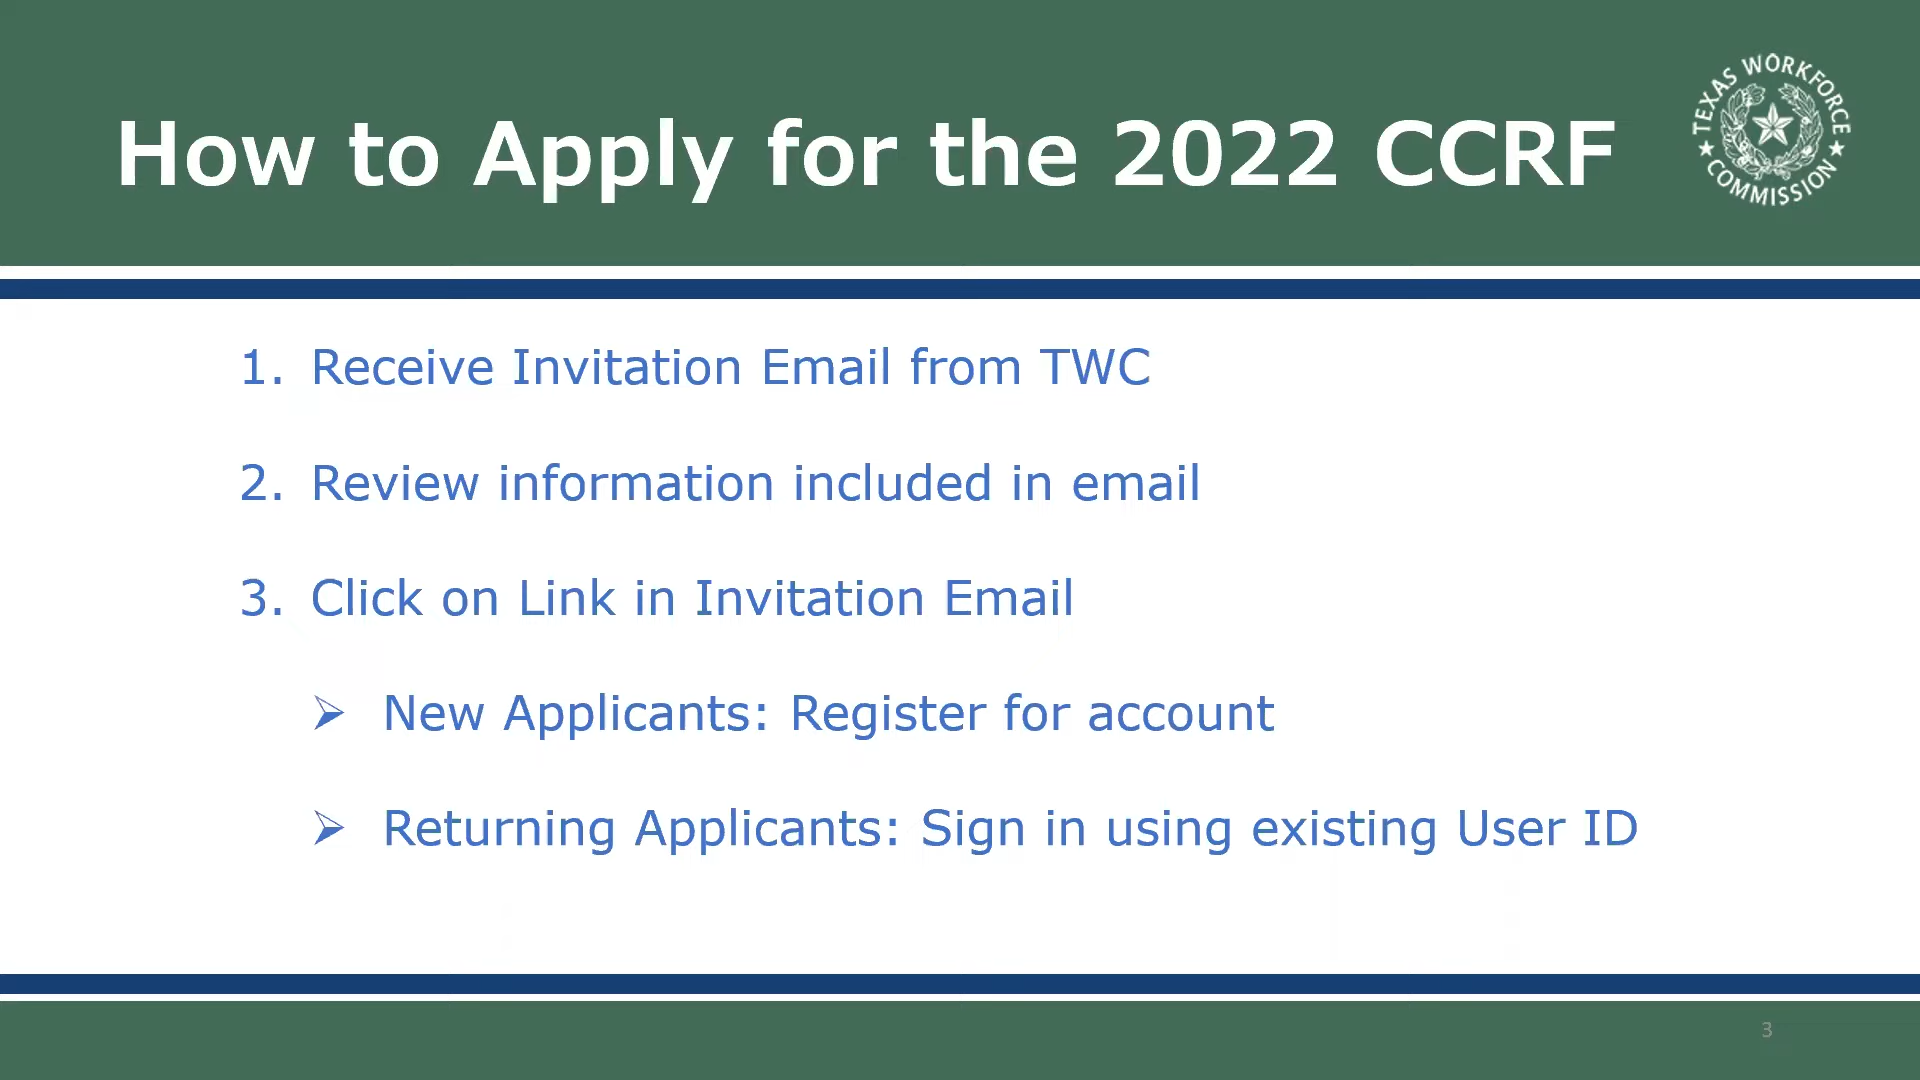 How to Apply for the 2022 CCRF
TEXAS WORKFORCE
COMMISSION
1. Receive Invitation Email from TWC
2. Review information included in email
3. Click on Link in Invitation Email
➢ New Applicants: Register for account
➢ Returning Applicants: Sign in using existing User ID
3